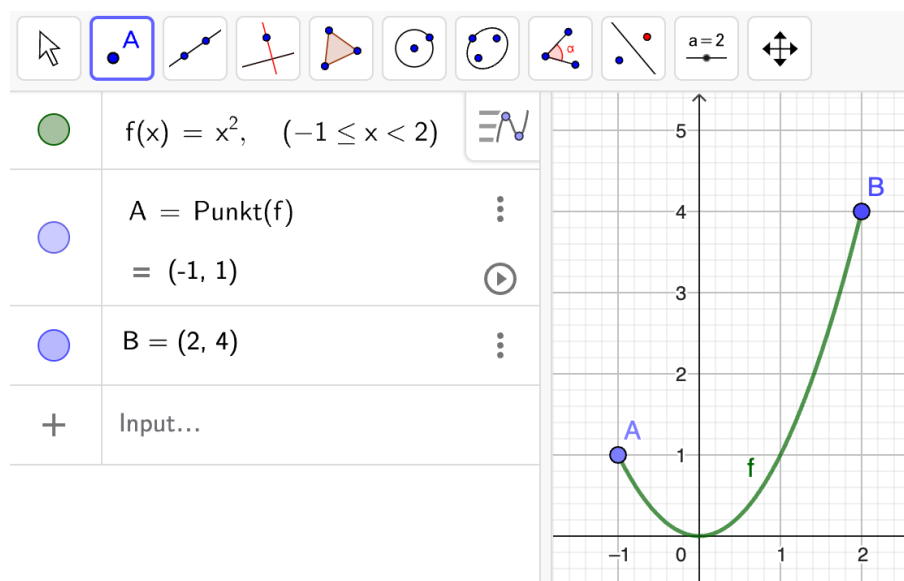 A
α
a=2
f(x) = x², (−1 ≤ x < 2)
A = Punkt(f)
= (-1, 1)
B = (2, 4)
+ Input...
5
B
4
3
2
A
1
f
−1 0 1 2